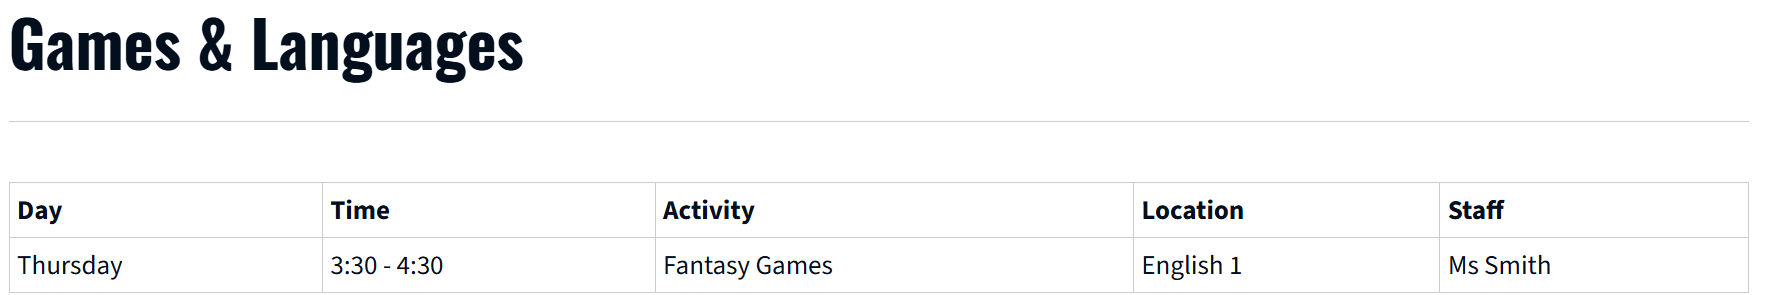 Games & Languages
Day Time Activity Location Staff
Thursday 3:30 - 4:30 Fantasy Games English 1 Ms Smith